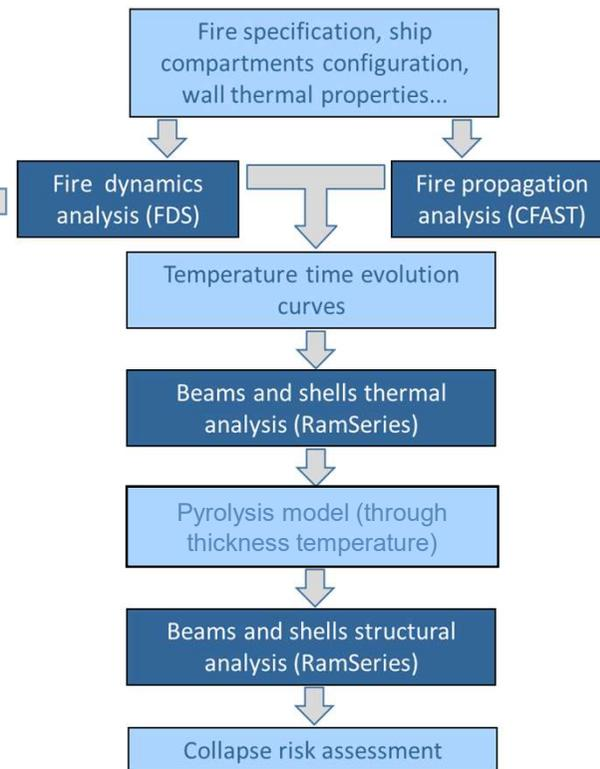 Fire specification, ship
compartments configuration,
wall thermal properties...
Fire dynamics
analysis (FDS)
Fire propagation
analysis (CFAST)
Temperature time evolution
curves
Beams and shells thermal
analysis (RamSeries)
Pyrolysis model (through
thickness temperature)
Beams and shells structural
analysis (RamSeries)
Collapse risk assessment